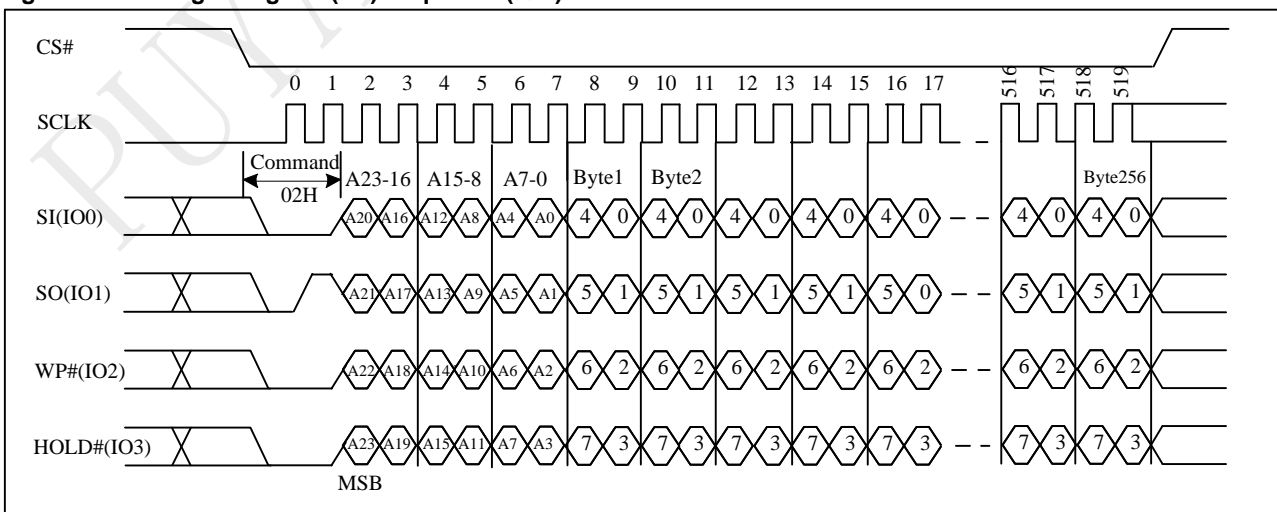 CS#
0 1 2 3 4 5 6 7 8 9 10 11 12 13 14 15 16 17 516 517 518 519
SCLK
Command
02H
A23-16 A15-8 A7-0 Byte1 Byte2 Byte256
SI(IO0) A20 A16 A12 A8 A4 A0 4 0 4 0 4 0 4 0 4 0 4 0 4 0
SO(IO1) A21 A17 A13 A9 A5 A1 5 1 5 1 5 1 5 1 5 0 5 1 5 1
WP#(IO2) A22 A18 A14 A10 A6 A2 6 2 6 2 6 2 6 2 6 2 6 2 6 2
HOLD#(IO3) A23 A19 A15 A11 A7 A3 7 3 7 3 7 3 7 3 7 3 7 3 7 3
MSB
PUYA